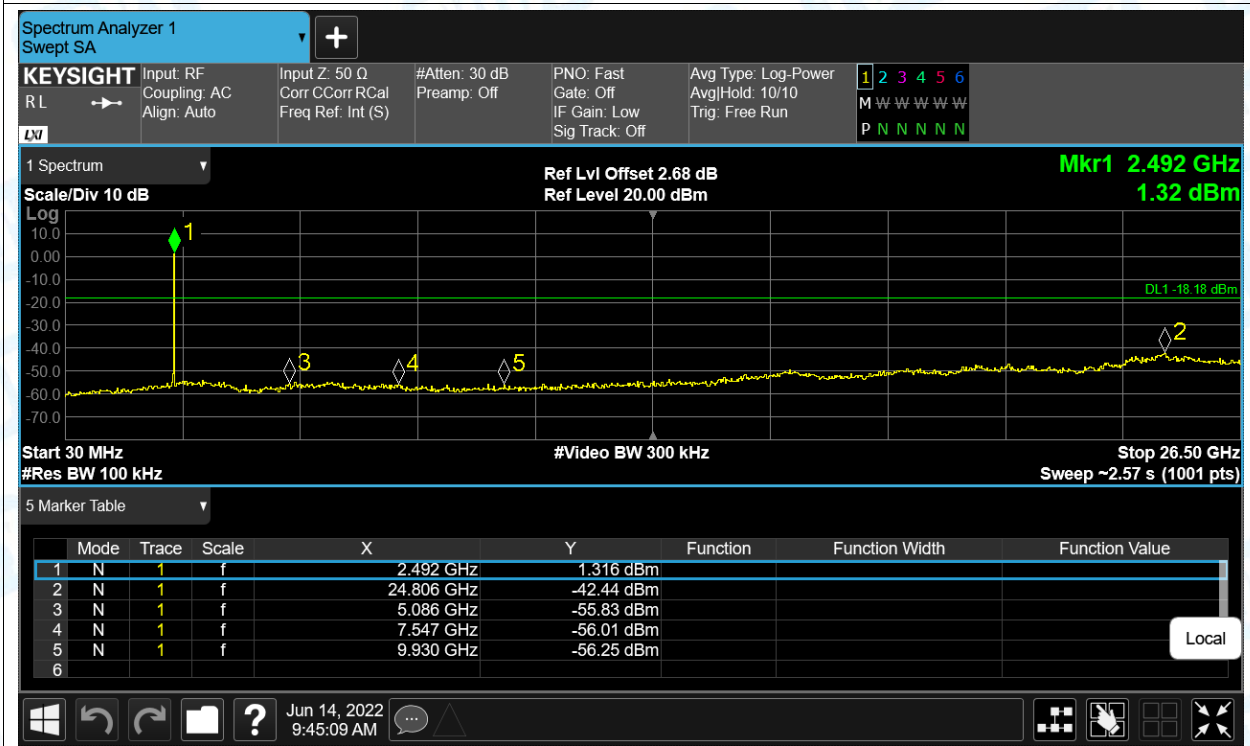 Spectrum Analyzer 1
Swept SA
+
KEYSIGHT
R L
LXI
Input: RF
Coupling: AC
Align: Auto
Input Z: 50 Ω
Corr CCorr RCal
Freq Ref: Int (S)
#Atten: 30 dB
Preamp: Off
PNO: Fast
Gate: Off
IF Gain: Low
Sig Track: Off
Avg Type: Log-Power
Avg|Hold: 10/10
Trig: Free Run
1 2 3 4 5 6
M W W W W W
P N N N N N
1 Spectrum
Scale/Div 10 dB
Ref Lvl Offset 2.68 dB
Ref Level 20.00 dBm
Mkr1 2.492 GHz
1.32 dBm
Log
10.0
0.00
-10.0
-20.0
-30.0
-40.0
-50.0
-60.0
-70.0
1
3
4
5
2
DL1 -18.18 dBm
Start 30 MHz
#Res BW 100 kHz
#Video BW 300 kHz
Stop 26.50 GHz
Sweep ~2.57 s (1001 pts)
5 Marker Table
Mode Trace Scale X Y Function Function Width Function Value
1 N 1 f 2.492 GHz 1.316 dBm
2 N 1 f 24.806 GHz -42.44 dBm
3 N 1 f 5.086 GHz -55.83 dBm
4 N 1 f 7.547 GHz -56.01 dBm
5 N 1 f 9.930 GHz -56.25 dBm
6
Local
?
Jun 14, 2022
9:45:09 AM